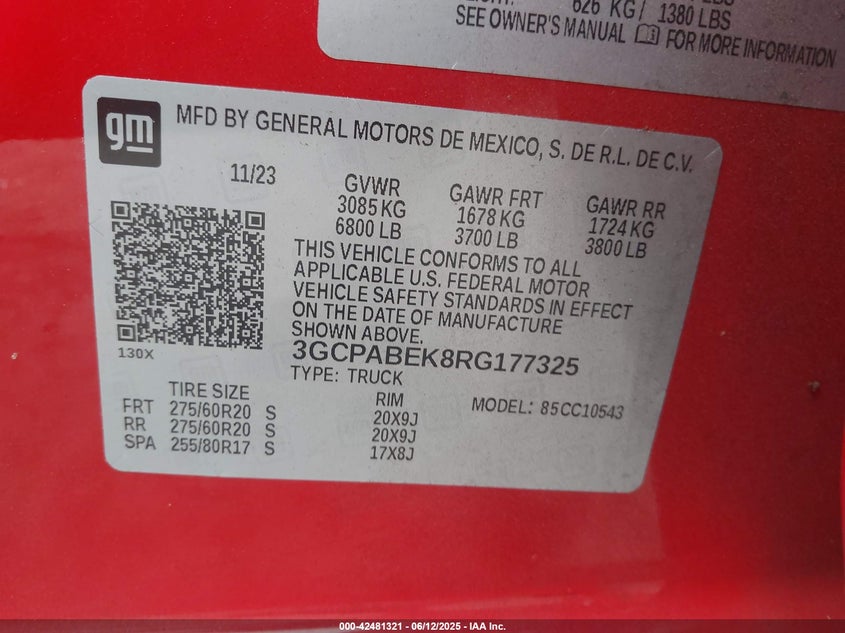 626 KG / 1380 LBS
SEE OWNER'S MANUAL FOR MORE INFORMATION
gm
MFD BY GENERAL MOTORS DE MEXICO, S. DE R.L. DE C.V.
11/23 GVWR GAWR FRT GAWR RR
3085 KG 1678 KG 1724 KG
6800 LB 3700 LB 3800 LB
THIS VEHICLE CONFORMS TO ALL
APPLICABLE U.S. FEDERAL MOTOR
VEHICLE SAFETY STANDARDS IN EFFECT
ON THE DATE OF MANUFACTURE
SHOWN ABOVE.
130X
3GCPABEK8RG177325
TYPE: TRUCK
TIRE SIZE RIM MODEL: 85CC10543
FRT 275/60R20 S 20X9J
RR 275/60R20 S 20X9J
SPA 255/80R17 S 17X8J
000-42481321 / 06/12/2025 - IAA Inc.